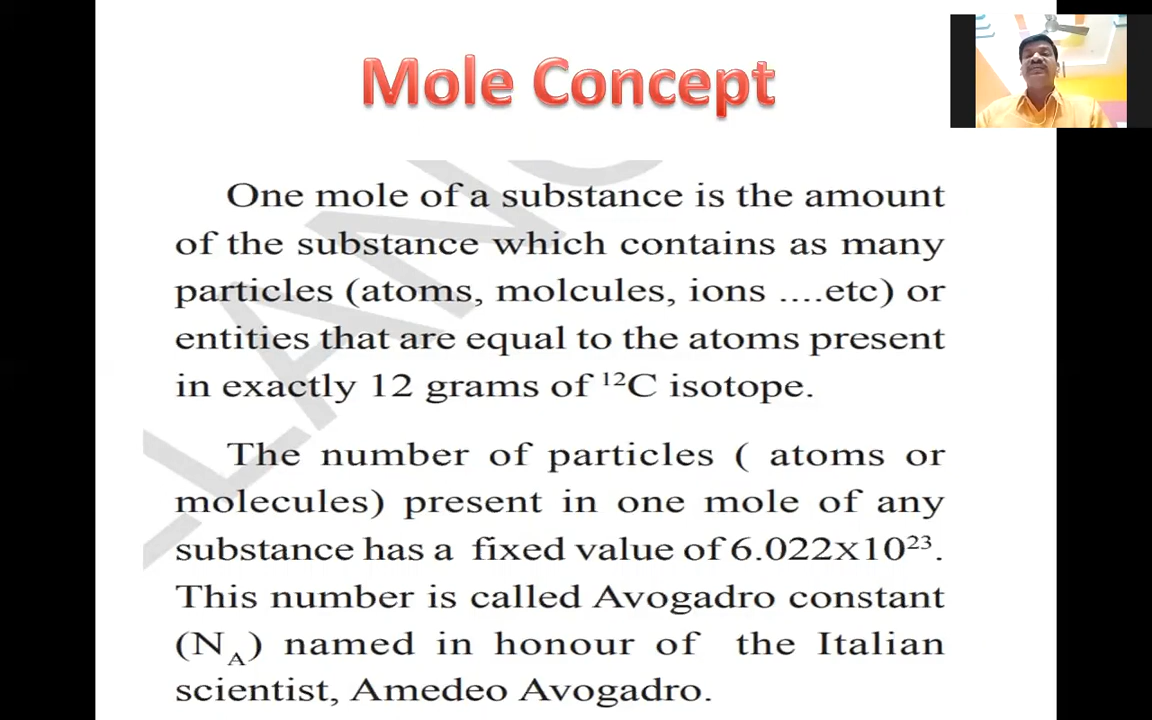 Mole Concept
One mole of a substance is the amount
of the substance which contains as many
particles (atoms, molcules, ions ....etc) or
entities that are equal to the atoms present
in exactly 12 grams of ¹²C isotope.
The number of particles ( atoms or
molecules) present in one mole of any
substance has a fixed value of 6.022x10²³.
This number is called Avogadro constant
(N_A) named in honour of the Italian
scientist, Amedeo Avogadro.